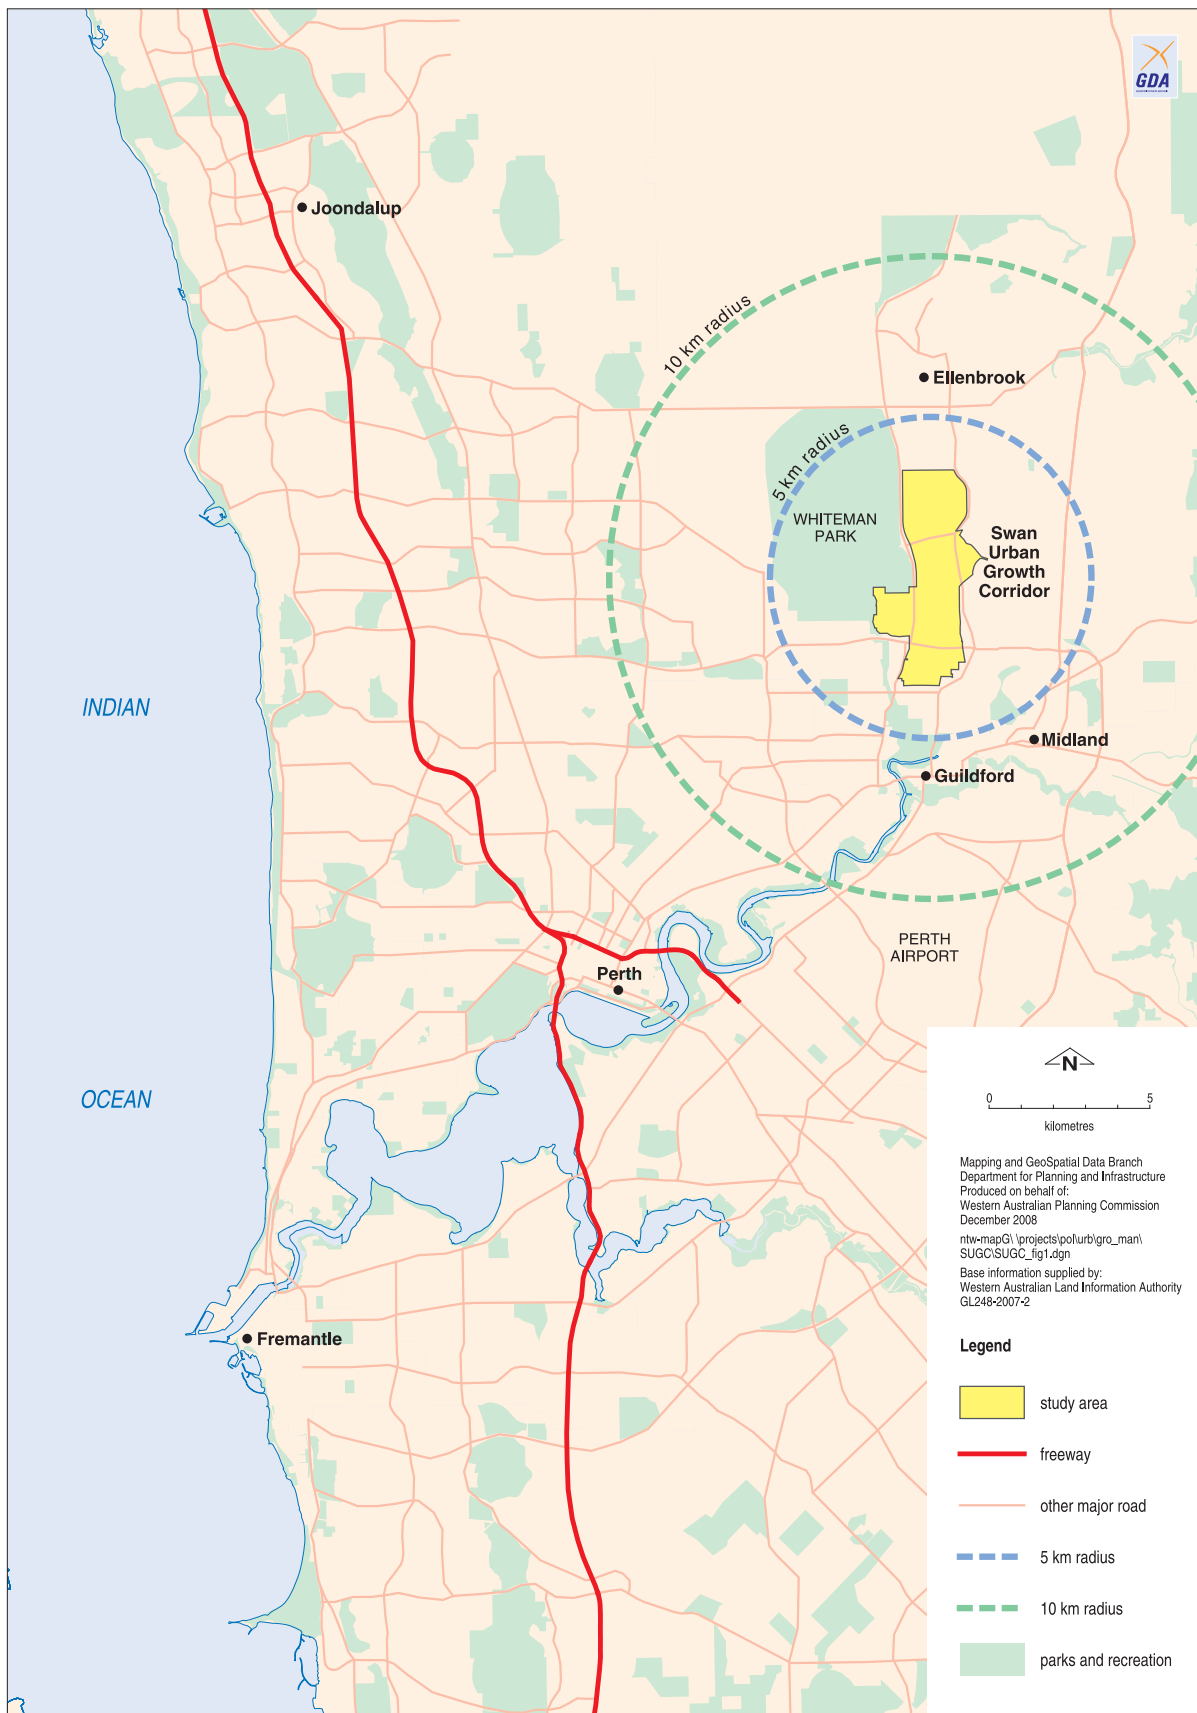 GDA
Joondalup
10 km radius
Ellenbrook
5 km radius
WHITEMAN
PARK
Swan
Urban
Growth
Corridor
INDIAN
Midland
Guildford
PERTH
AIRPORT
Perth
OCEAN
N
0 5
kilometres
Mapping and GeoSpatial Data Branch
Department for Planning and Infrastructure
Produced on behalf of:
Western Australian Planning Commission
December 2008
ntw-mapG\ \projects\pol\urb\gro_man\
SUGC\SUGC_fig1.dgn
Base information supplied by:
Western Australian Land Information Authority
GL248-2007-2
Fremantle
Legend
study area
freeway
other major road
5 km radius
10 km radius
parks and recreation